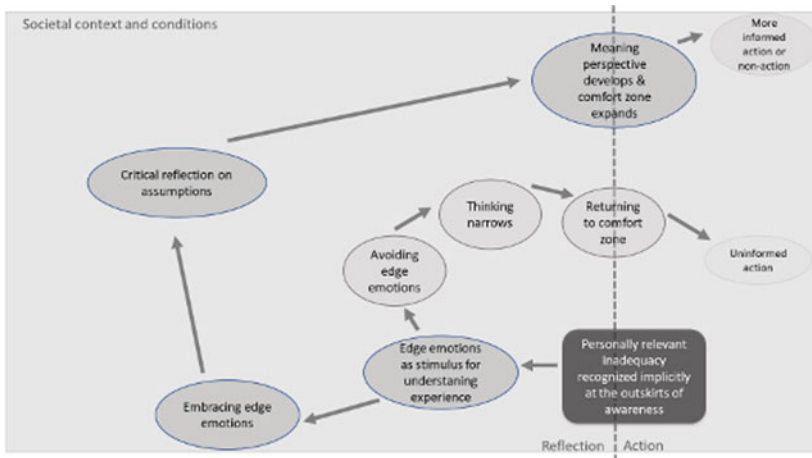 Societal context and conditions
More
informed
action or
non-action
Meaning
perspective
develops &
comfort zone
expands
Critical reflection on
assumptions
Thinking
narrows
Returning
to comfort
zone
Avoiding
edge
emotions
Uninformed
action
Edge emotions
as stimulus for
understaning
experience
Personally relevant
inadequacy
recognized implicitly
at the outskirts of
awareness
Embracing edge
emotions
Reflection Action